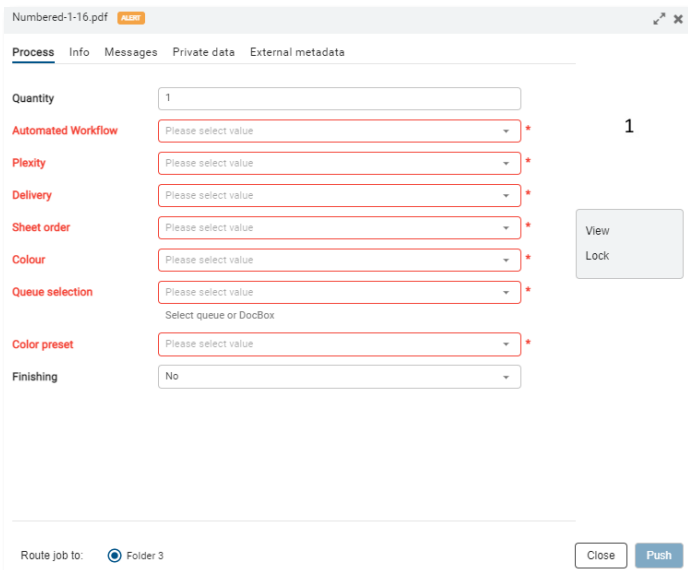 Numbered-1-16.pdf ALERT
Process Info Messages Private data External metadata
Quantity 1
Automated Workflow Please select value *
1
Plexity Please select value *
Delivery Please select value *
Sheet order Please select value *
View
Colour Please select value *
Lock
Queue selection Please select value *
Select queue or DocBox
Color preset Please select value *
Finishing No
Route job to: Folder 3 Close Push